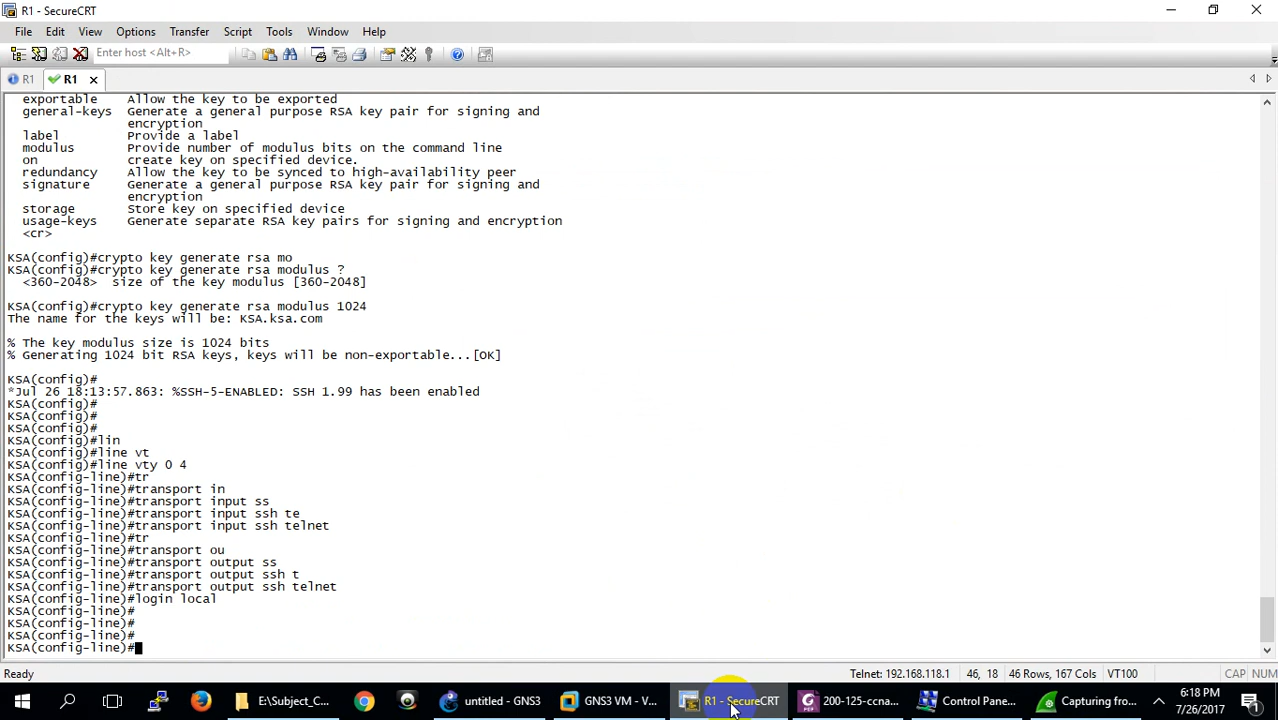 R1 - SecureCRT
File Edit View Options Transfer Script Tools Window Help
Enter host <Alt+R>
R1 R1
exportable Allow the key to be exported
general-keys Generate a general purpose RSA key pair for signing and
encryption
label Provide a label
modulus Provide number of modulus bits on the command line
on create key on specified device.
redundancy Allow the key to be synced to high-availability peer
signature Generate a general purpose RSA key pair for signing and
encryption
storage Store key on specified device
usage-keys Generate separate RSA key pairs for signing and encryption
<cr>
KSA(config)#crypto key generate rsa mo
KSA(config)#crypto key generate rsa modulus ?
<360-2048> size of the key modulus [360-2048]
KSA(config)#crypto key generate rsa modulus 1024
The name for the keys will be: KSA.ksa.com
% The key modulus size is 1024 bits
% Generating 1024 bit RSA keys, keys will be non-exportable...[OK]
KSA(config)#
*Jul 26 18:13:57.863: %SSH-5-ENABLED: SSH 1.99 has been enabled
KSA(config)#
KSA(config)#
KSA(config)#
KSA(config)#lin
KSA(config)#line vt
KSA(config)#line vty 0 4
KSA(config-line)#tr
KSA(config-line)#transport in
KSA(config-line)#transport input ss
KSA(config-line)#transport input ssh te
KSA(config-line)#transport input ssh telnet
KSA(config-line)#tr
KSA(config-line)#transport ou
KSA(config-line)#transport output ss
KSA(config-line)#transport output ssh t
KSA(config-line)#transport output ssh telnet
KSA(config-line)#login local
KSA(config-line)#
KSA(config-line)#
KSA(config-line)#
KSA(config-line)#
Ready Telnet: 192.168.118.1 46, 18 46 Rows, 167 Cols VT100 CAP NUM
E:\Subject_C... untitled - GNS3 GNS3 VM - V... R1 - SecureCRT 200-125-ccna... Control Panel... Capturing from... 6:18 PM
7/26/2017